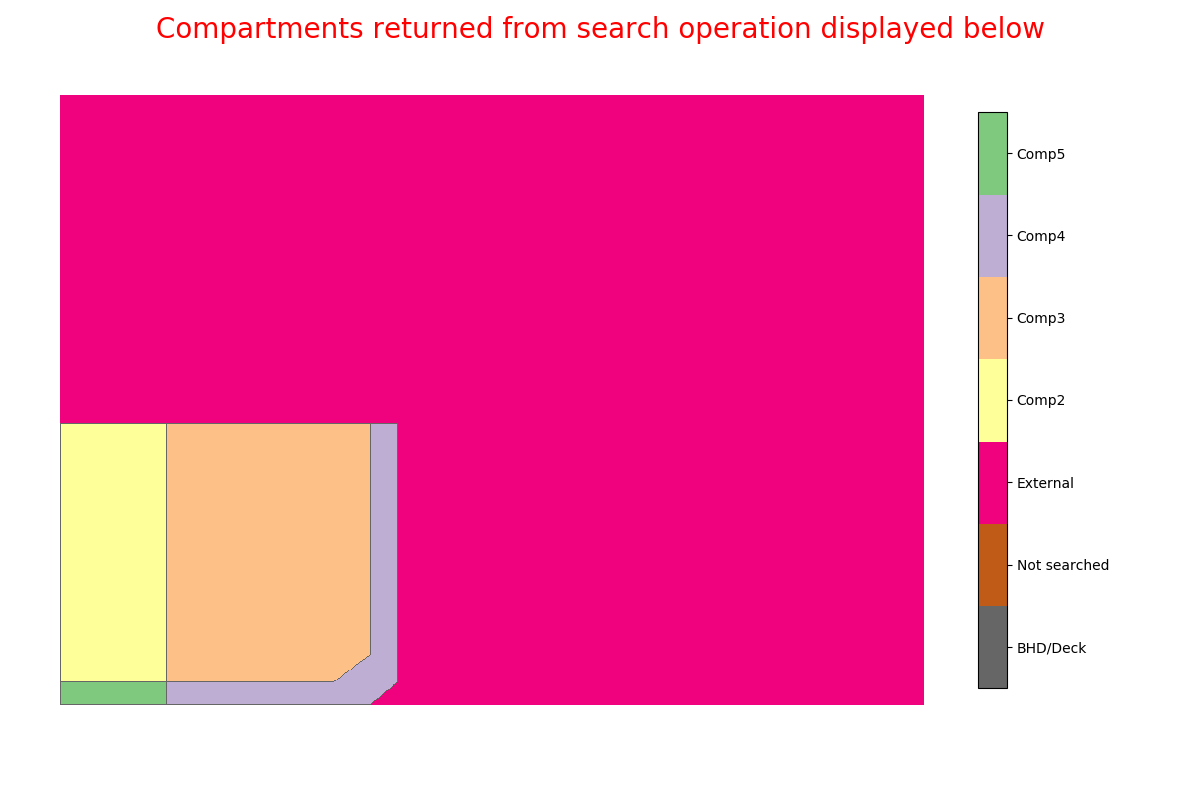 Compartments returned from search operation displayed below
Comp5
Comp4
Comp3
Comp2
External
Not searched
BHD/Deck